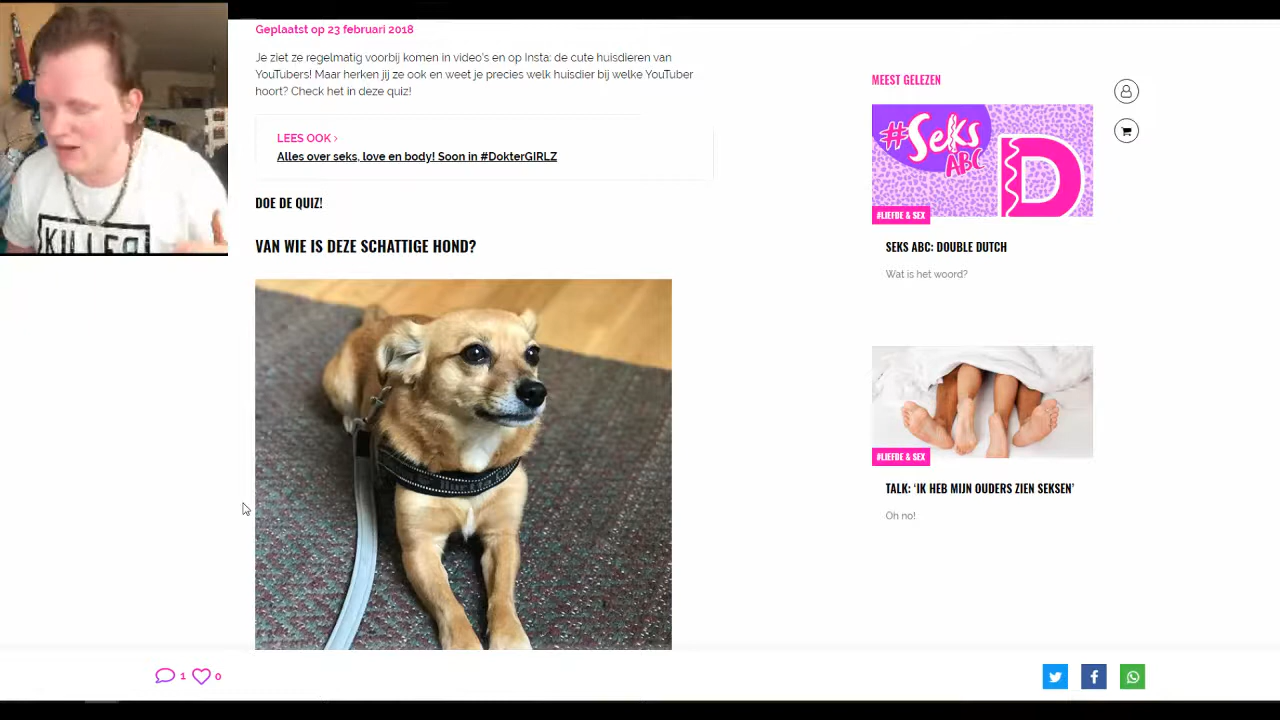 Geplaatst op 23 februari 2018
Je ziet ze regelmatig voorbij komen in video's en op Insta: de cute huisdieren van
YouTubers! Maar herken jij ze ook en weet je precies welk huisdier bij welke YouTuber
hoort? Check het in deze quiz!
LEES OOK ›
Alles over seks, love en body! Soon in #DokterGIRLZ
DOE DE QUIZ!
VAN WIE IS DEZE SCHATTIGE HOND?
KILLER
1
0
MEEST GELEZEN
#Seks
ABC
D
#LIEFDE & SEX
SEKS ABC: DOUBLE DUTCH
Wat is het woord?
#LIEFDE & SEX
TALK: ‘IK HEB MIJN OUDERS ZIEN SEKSEN’
Oh no!